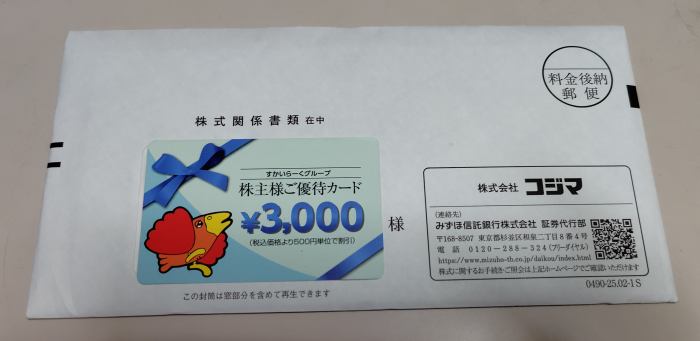 料金後納
郵便
株式関係書類 在中
すかいらーくグループ
株主様ご優待カード
¥3,000
(税込価格より500円単位で割引)
様
株式会社 コジマ
(連絡先)
みずほ信託銀行株式会社 証券代行部
〒168-8507 東京都杉並区和泉二丁目8番4号
電話 0120-288-324(フリーダイヤル)
https://www.mizuho-tb.co.jp/daikou/index.html
株式に関するお手続き・ご照会は上記ホームページでご確認いただけます
0490-25.02-1S
この封筒は窓部分を含めて再生できます